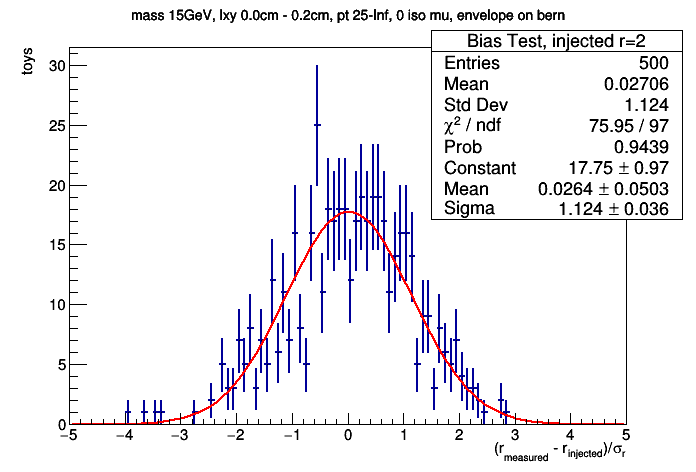 mass 15GeV, lxy 0.0cm - 0.2cm, pt 25-Inf, 0 iso mu, envelope on bern
toys
Bias Test, injected r=2
Entries 500
Mean 0.02706
Std Dev 1.124
χ² / ndf 75.95 / 97
Prob 0.9439
Constant 17.75 ± 0.97
Mean 0.0264 ± 0.0503
Sigma 1.124 ± 0.036
30
25
20
15
10
5
0
−5 −4 −3 −2 −1 0 1 2 3 4 5
(r_measured - r_injected)/σ_r